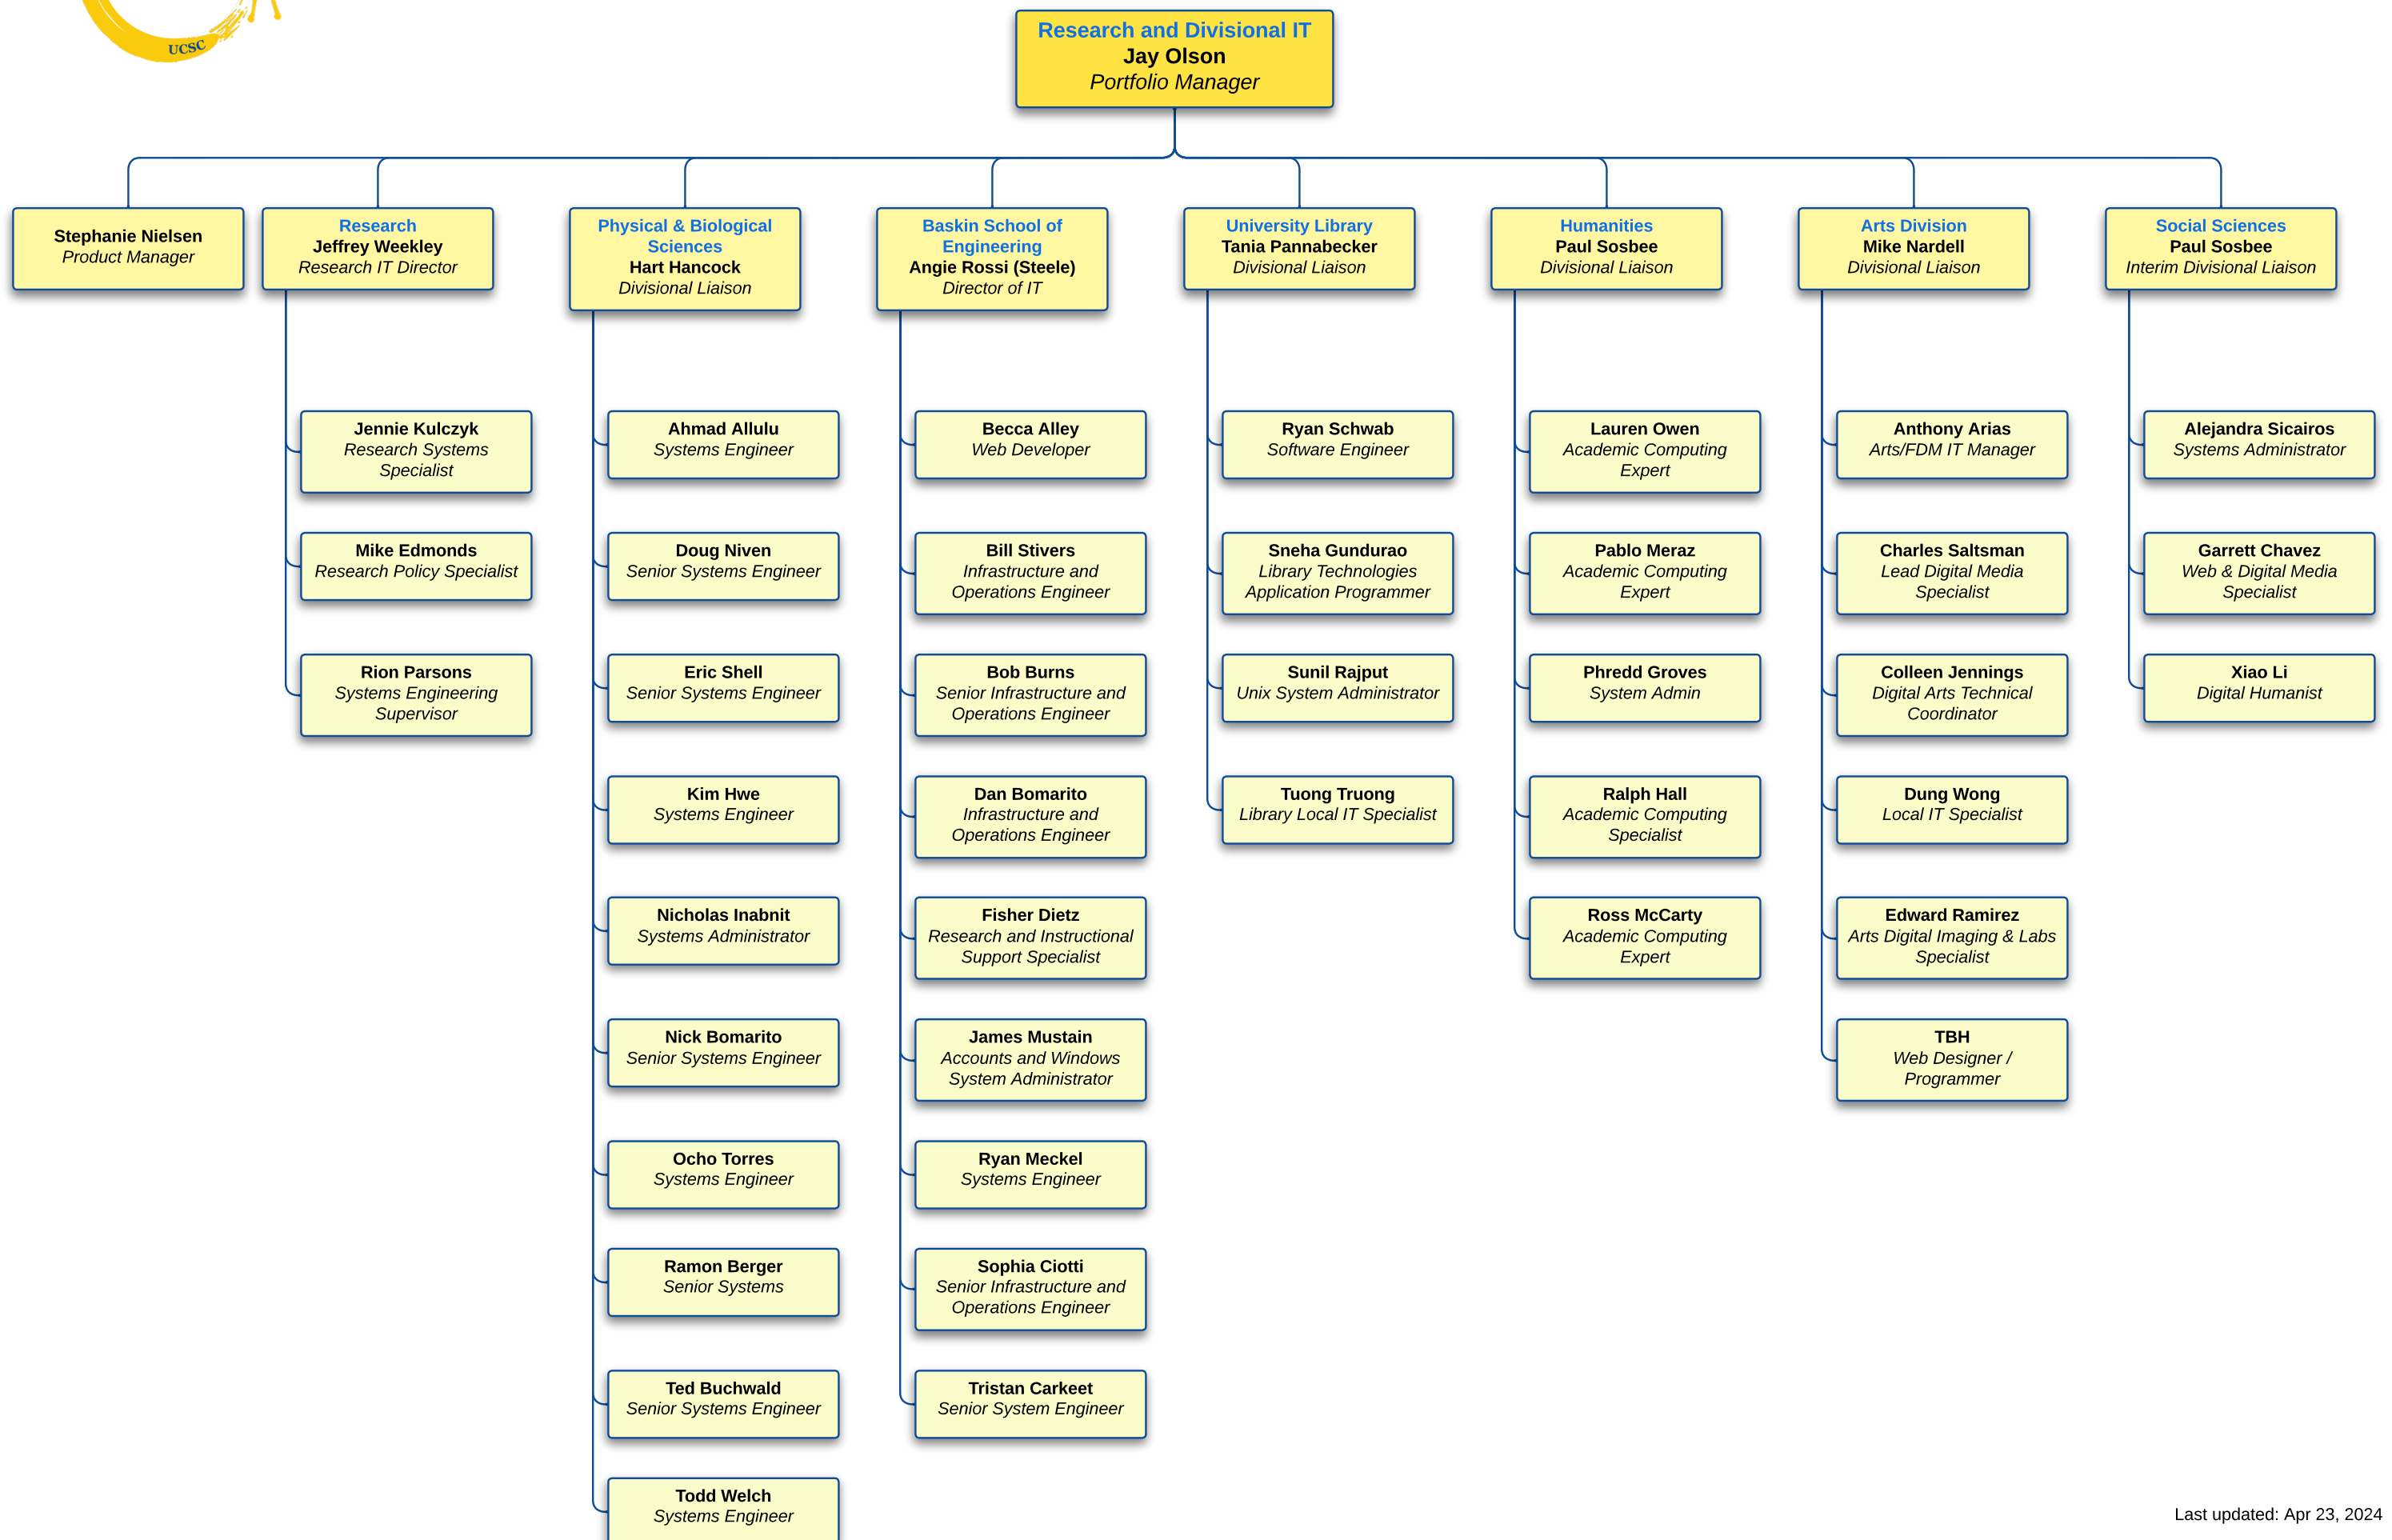 UCSC
Research and Divisional IT
Jay Olson
Portfolio Manager
Stephanie Nielsen
Product Manager
Research
Jeffrey Weekley
Research IT Director
Physical & Biological
Sciences
Hart Hancock
Divisional Liaison
Baskin School of
Engineering
Angie Rossi (Steele)
Director of IT
University Library
Tania Pannabecker
Divisional Liaison
Humanities
Paul Sosbee
Divisional Liaison
Arts Division
Mike Nardell
Divisional Liaison
Social Sciences
Paul Sosbee
Interim Divisional Liaison
Jennie Kulczyk
Research Systems
Specialist
Mike Edmonds
Research Policy Specialist
Rion Parsons
Systems Engineering
Supervisor
Ahmad Allulu
Systems Engineer
Doug Niven
Senior Systems Engineer
Eric Shell
Senior Systems Engineer
Kim Hwe
Systems Engineer
Nicholas Inabnit
Systems Administrator
Nick Bomarito
Senior Systems Engineer
Ocho Torres
Systems Engineer
Ramon Berger
Senior Systems
Ted Buchwald
Senior Systems Engineer
Todd Welch
Systems Engineer
Becca Alley
Web Developer
Bill Stivers
Infrastructure and
Operations Engineer
Bob Burns
Senior Infrastructure and
Operations Engineer
Dan Bomarito
Infrastructure and
Operations Engineer
Fisher Dietz
Research and Instructional
Support Specialist
James Mustain
Accounts and Windows
System Administrator
Ryan Meckel
Systems Engineer
Sophia Ciotti
Senior Infrastructure and
Operations Engineer
Tristan Carkeet
Senior System Engineer
Ryan Schwab
Software Engineer
Sneha Gundurao
Library Technologies
Application Programmer
Sunil Rajput
Unix System Administrator
Tuong Truong
Library Local IT Specialist
Lauren Owen
Academic Computing
Expert
Pablo Meraz
Academic Computing
Expert
Phredd Groves
System Admin
Ralph Hall
Academic Computing
Specialist
Ross McCarty
Academic Computing
Expert
Anthony Arias
Arts/FDM IT Manager
Charles Saltsman
Lead Digital Media
Specialist
Colleen Jennings
Digital Arts Technical
Coordinator
Dung Wong
Local IT Specialist
Edward Ramirez
Arts Digital Imaging & Labs
Specialist
TBH
Web Designer /
Programmer
Alejandra Sicairos
Systems Administrator
Garrett Chavez
Web & Digital Media
Specialist
Xiao Li
Digital Humanist
Last updated: Apr 23, 2024